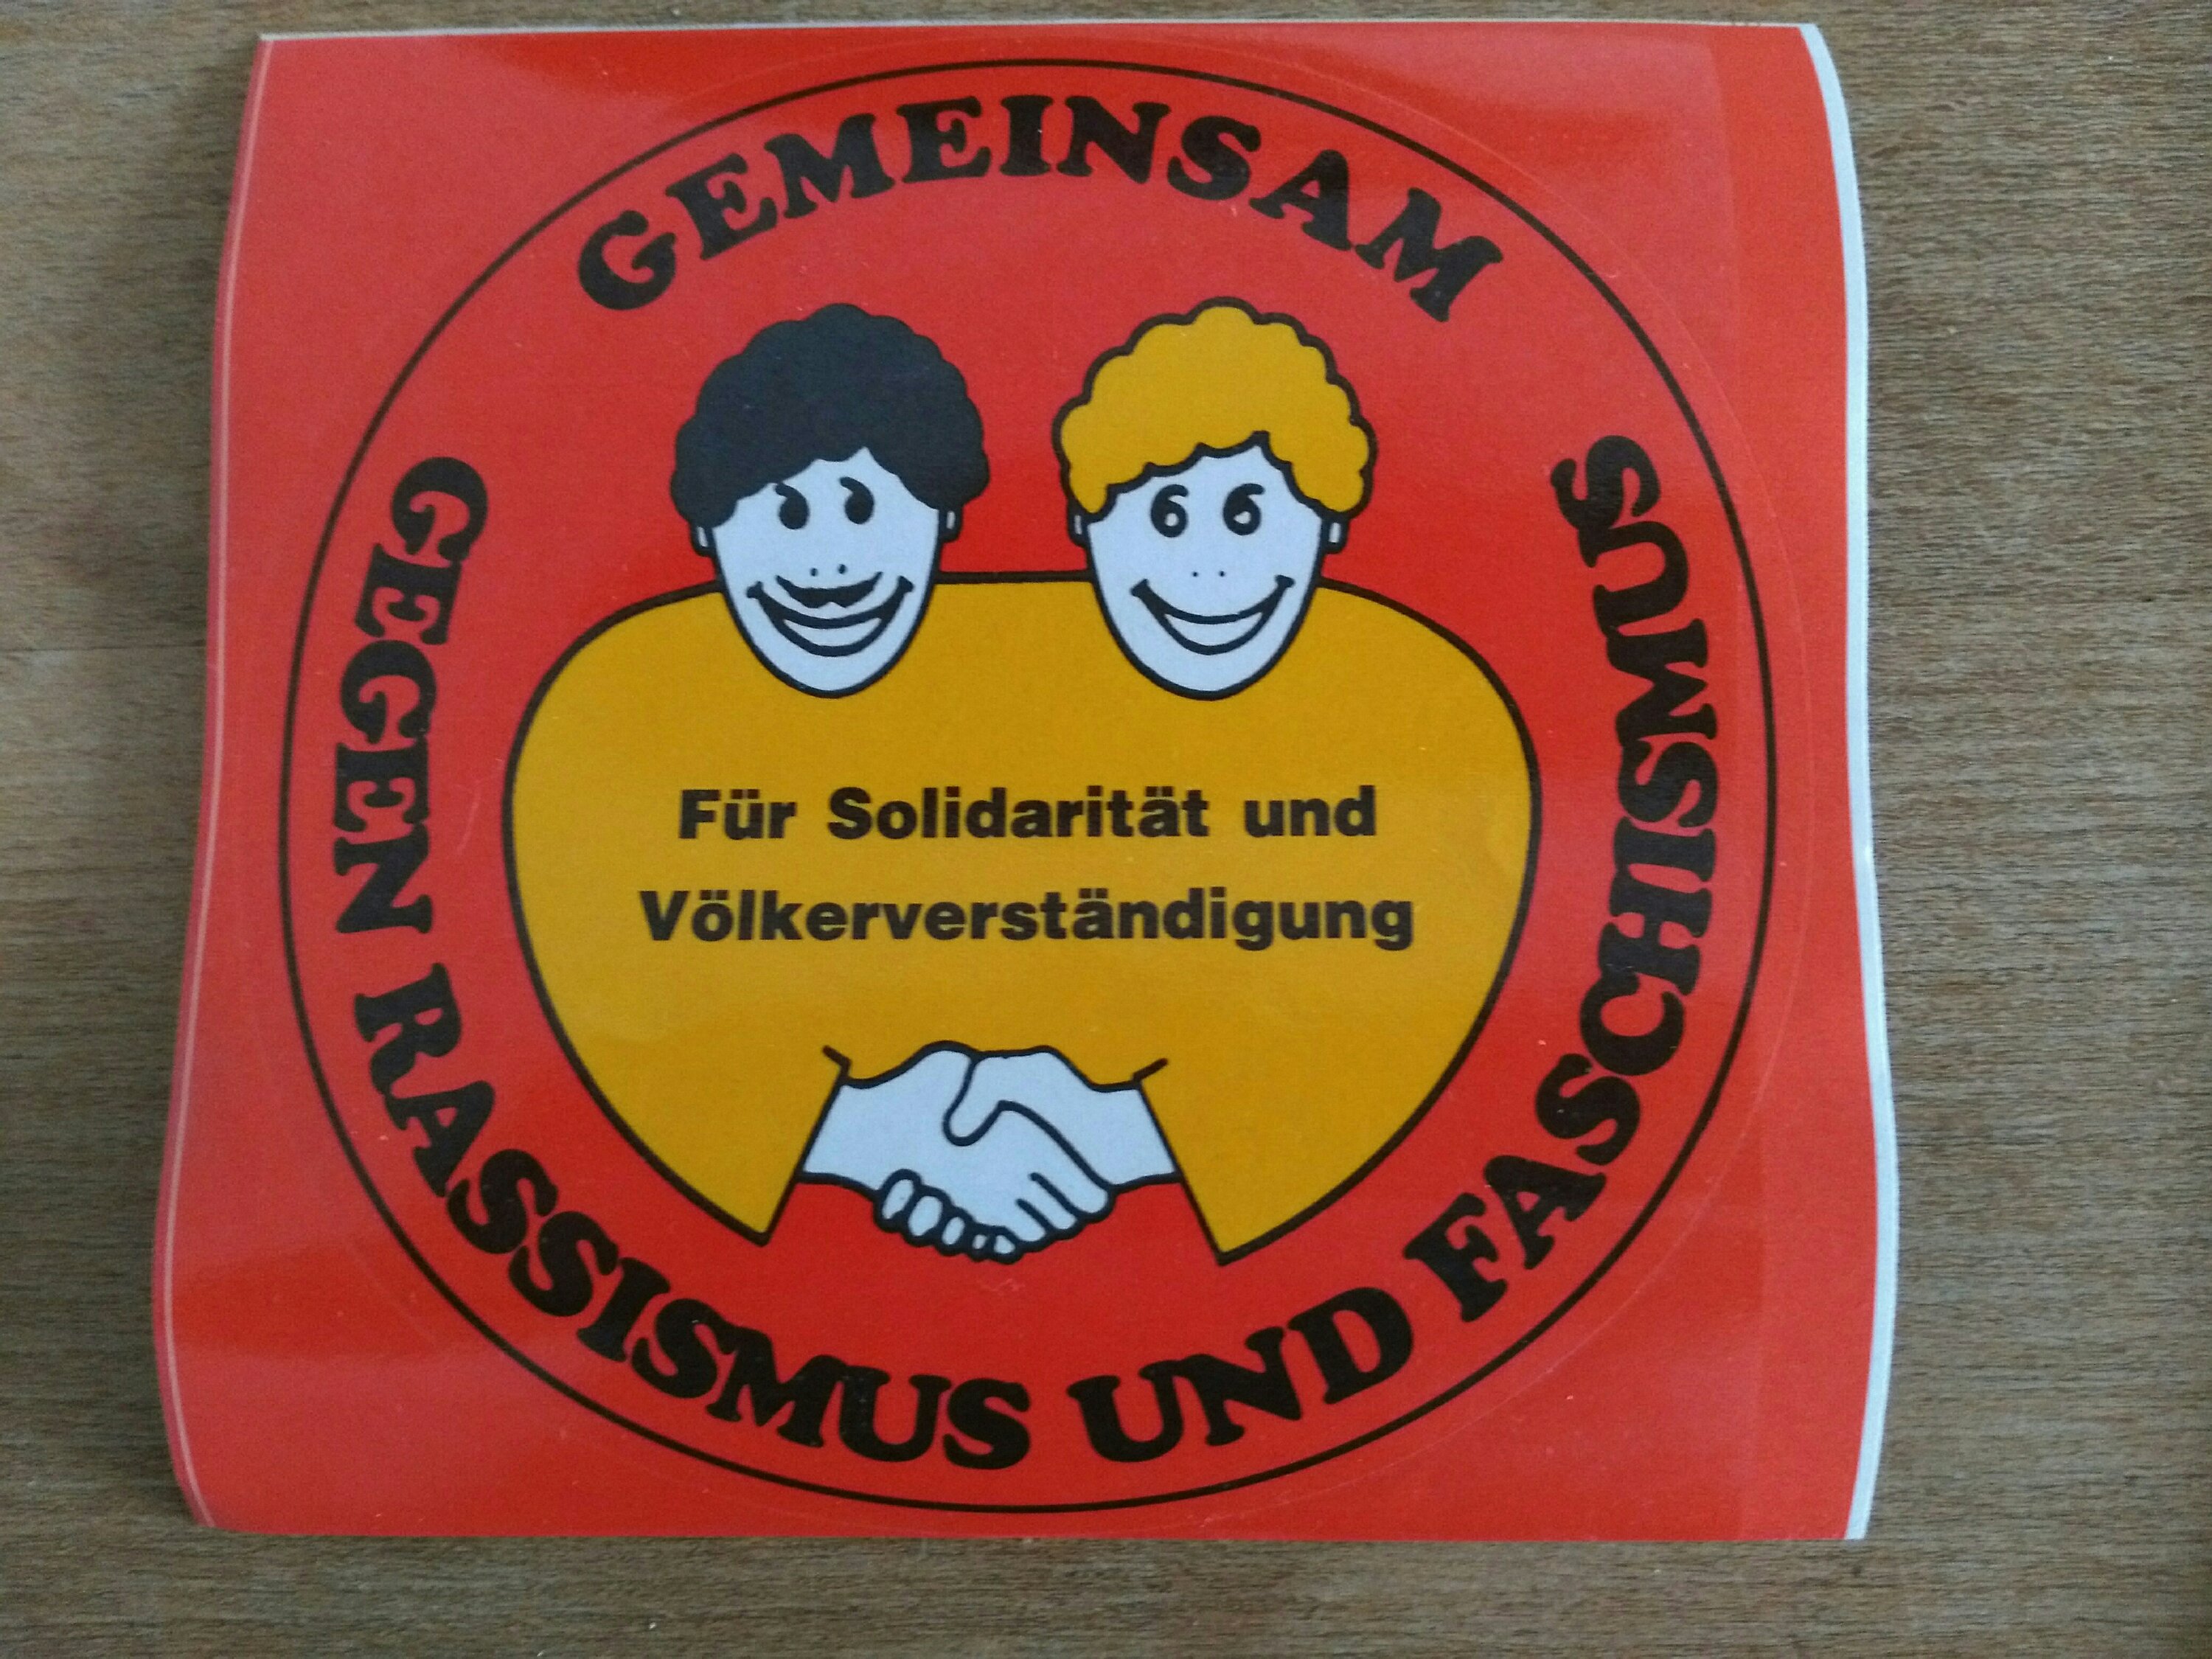 GEMEINSAM
GEGEN RASSISMUS UND FASCHISMUS
Für Solidarität und
Völkerverständigung